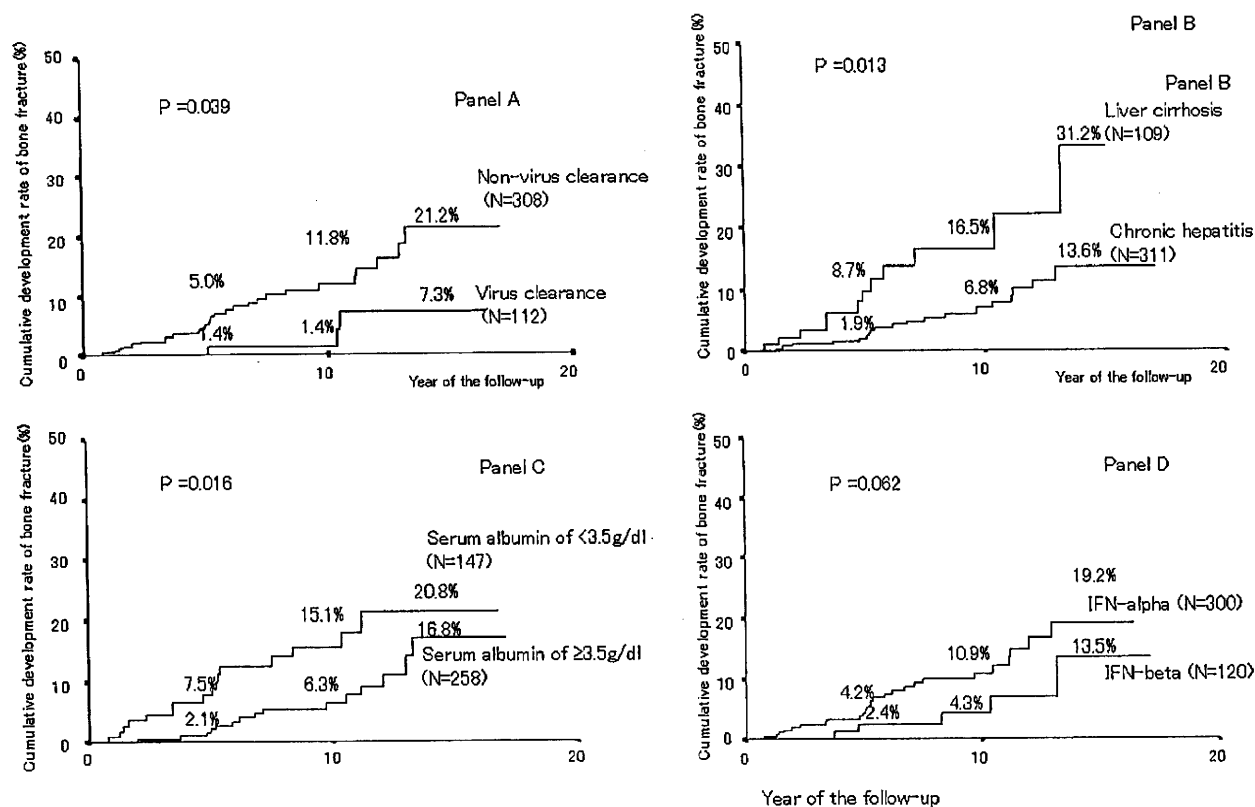 Cumulative development rate of bone fracture(%)
50
40
30
20
10
0
P =0.039
Panel A
Non-virus clearance
(N=308)
21.2%
11.8%
5.0%
7.3%
Virus clearance
(N=112)
1.4%
1.4%
0
10
20
Year of the follow-up
Panel B
Cumulative development rate of bone fracture(%)
50
40
30
20
10
0
P =0.013
Panel B
Liver cirrhosis
(N=109)
31.2%
16.5%
8.7%
Chronic hepatitis
(N=311)
13.6%
6.8%
1.9%
0
10
20
Year of the follow-up
Cumulative development rate of bone fracture(%)
50
40
30
20
10
0
P =0.016
Panel C
Serum albumin of <3.5g/dl
(N=147)
20.8%
15.1%
7.5%
16.8%
Serum albumin of ≥3.5g/dl
(N=258)
6.3%
2.1%
0
10
20
Cumulative development rate of bone fracture(%)
50
40
30
20
10
0
P =0.062
Panel D
19.2%
IFN-alpha (N=300)
10.9%
4.2%
13.5%
IFN-beta (N=120)
4.3%
2.4%
0
10
20
Year of the follow-up